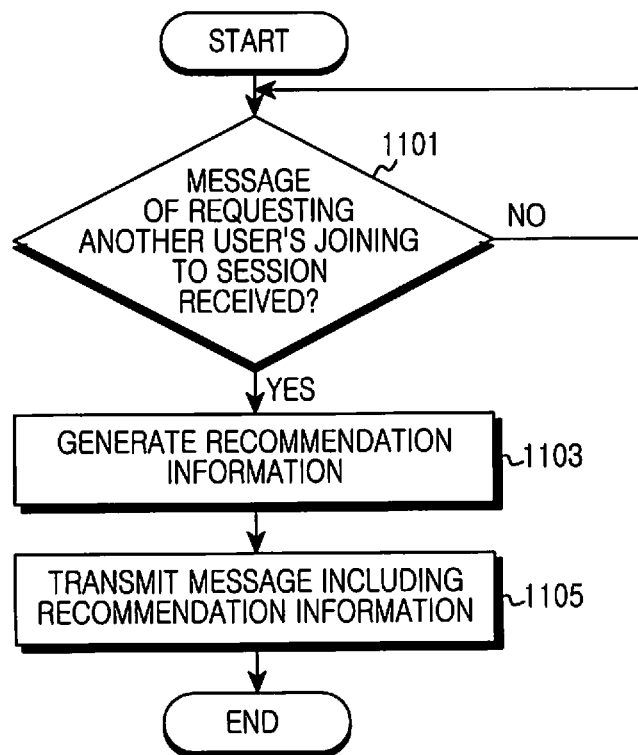 START
1101
MESSAGE
OF REQUESTING
ANOTHER USER'S JOINING
TO SESSION
RECEIVED?
NO
YES
GENERATE RECOMMENDATION
INFORMATION
1103
TRANSMIT MESSAGE INCLUDING
RECOMMENDATION INFORMATION
1105
END